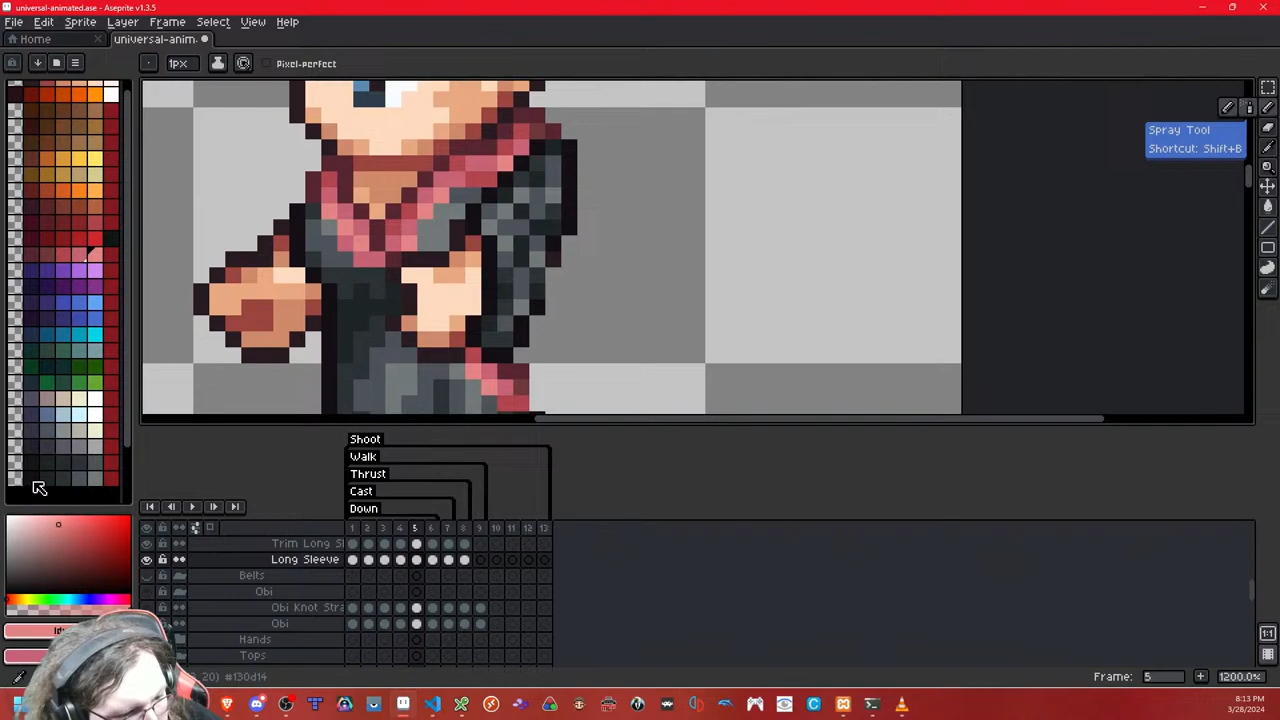 universal-animated.ase - Aseprite v1.3.5
File Edit Sprite Layer Frame Select View Help
Home universal-anim.
1px Pixel-perfect
Spray Tool
Shortcut: Shift+B
Shoot
Walk
Thrust
Cast
Down
1 2 3 4 5 6 7 8 9 10 11 12 13
Trim Long Sl
Long Sleeve
Belts
Obi
Obi Knot Stra
Obi
Hands
Tops
20) #130d14
Frame: 5 1200.0%
1:1
8:13 PM
3/28/2024